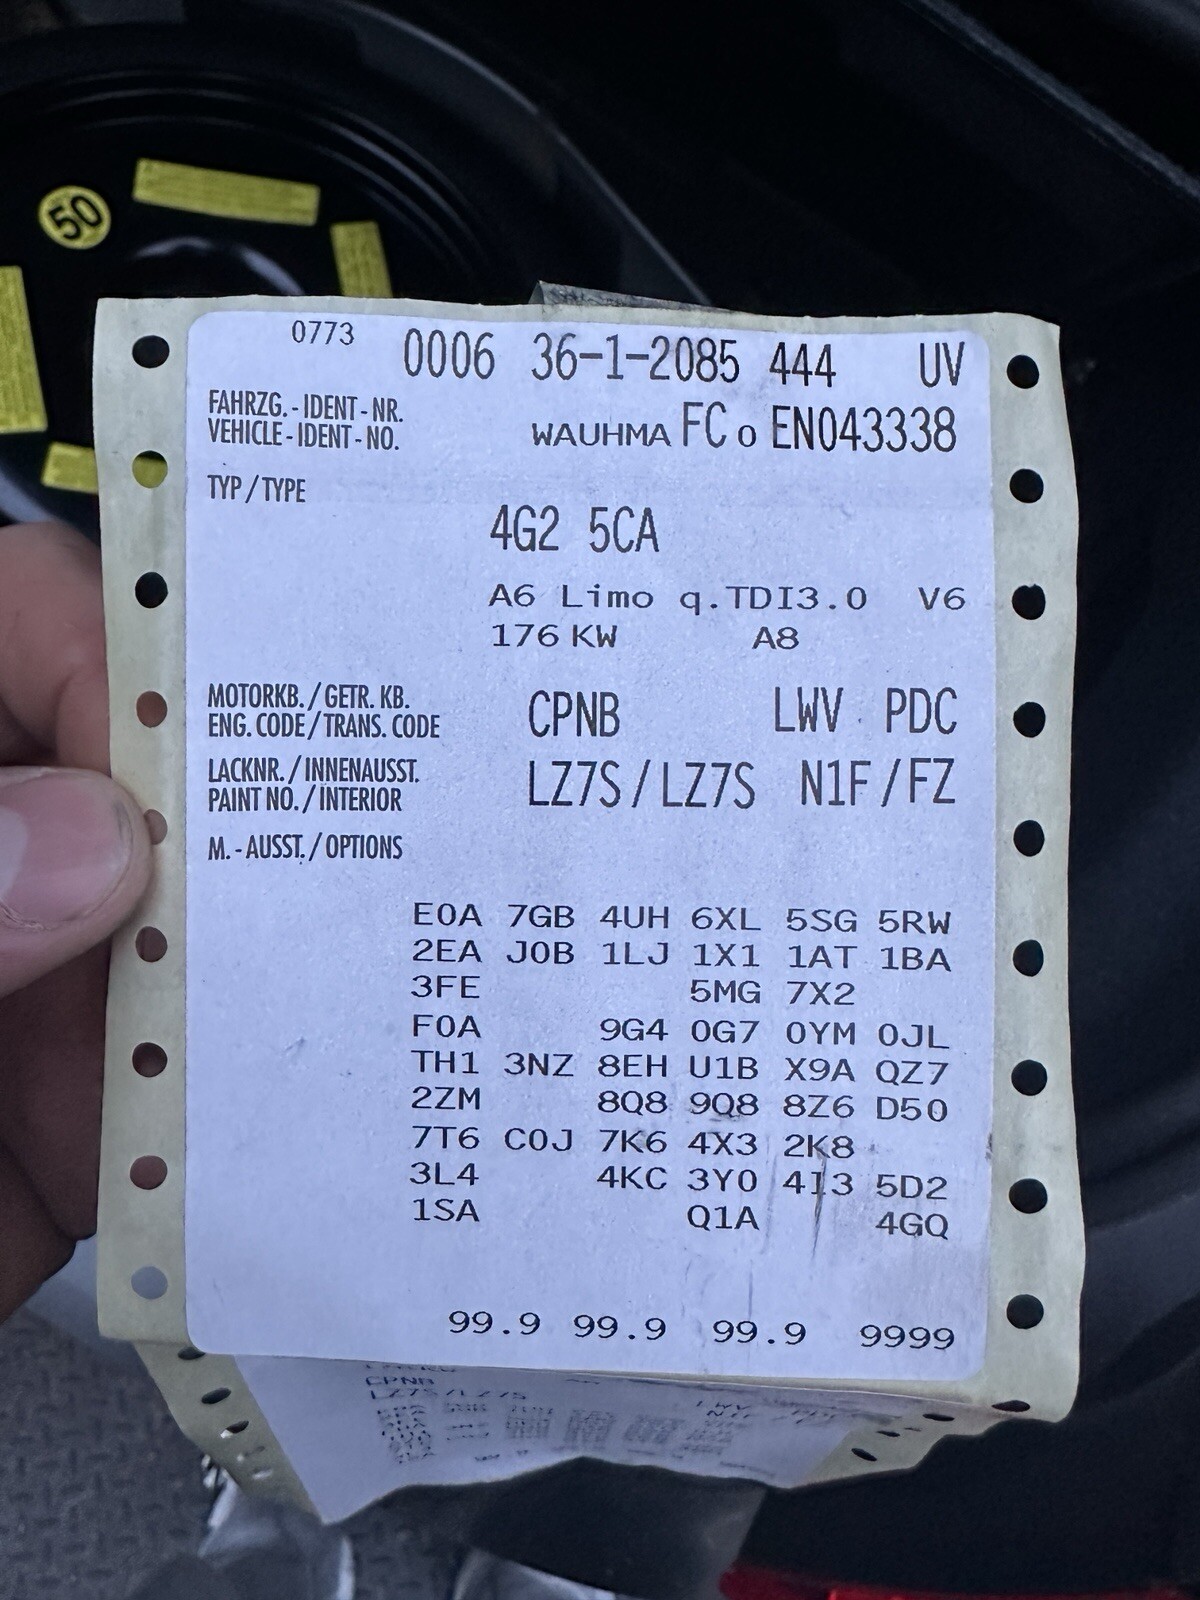 50
0773 0006 36-1-2085 444 UV
FAHRZG.-IDENT-NR.
VEHICLE-IDENT-NO. WAUHMA FC 0 EN043338
TYP/TYPE
4G2 5CA
A6 Limo q.TDI3.0 V6
176 KW A8
MOTORKB./GETR. KB.
ENG. CODE/TRANS. CODE CPNB LWV PDC
LACKNR./INNENAUSST.
PAINT NO./INTERIOR LZ7S/LZ7S N1F/FZ
M.-AUSST./OPTIONS
E0A 7GB 4UH 6XL 5SG 5RW
2EA J0B 1LJ 1X1 1AT 1BA
3FE 5MG 7X2
F0A 9G4 0G7 0YM 0JL
TH1 3NZ 8EH U1B X9A QZ7
2ZM 8Q8 9Q8 8Z6 D50
7T6 C0J 7K6 4X3 2K8
3L4 4KC 3Y0 4I3 5D2
1SA Q1A 4GQ
99.9 99.9 99.9 9999
CPNB
LZ7S/LZ7S LWV